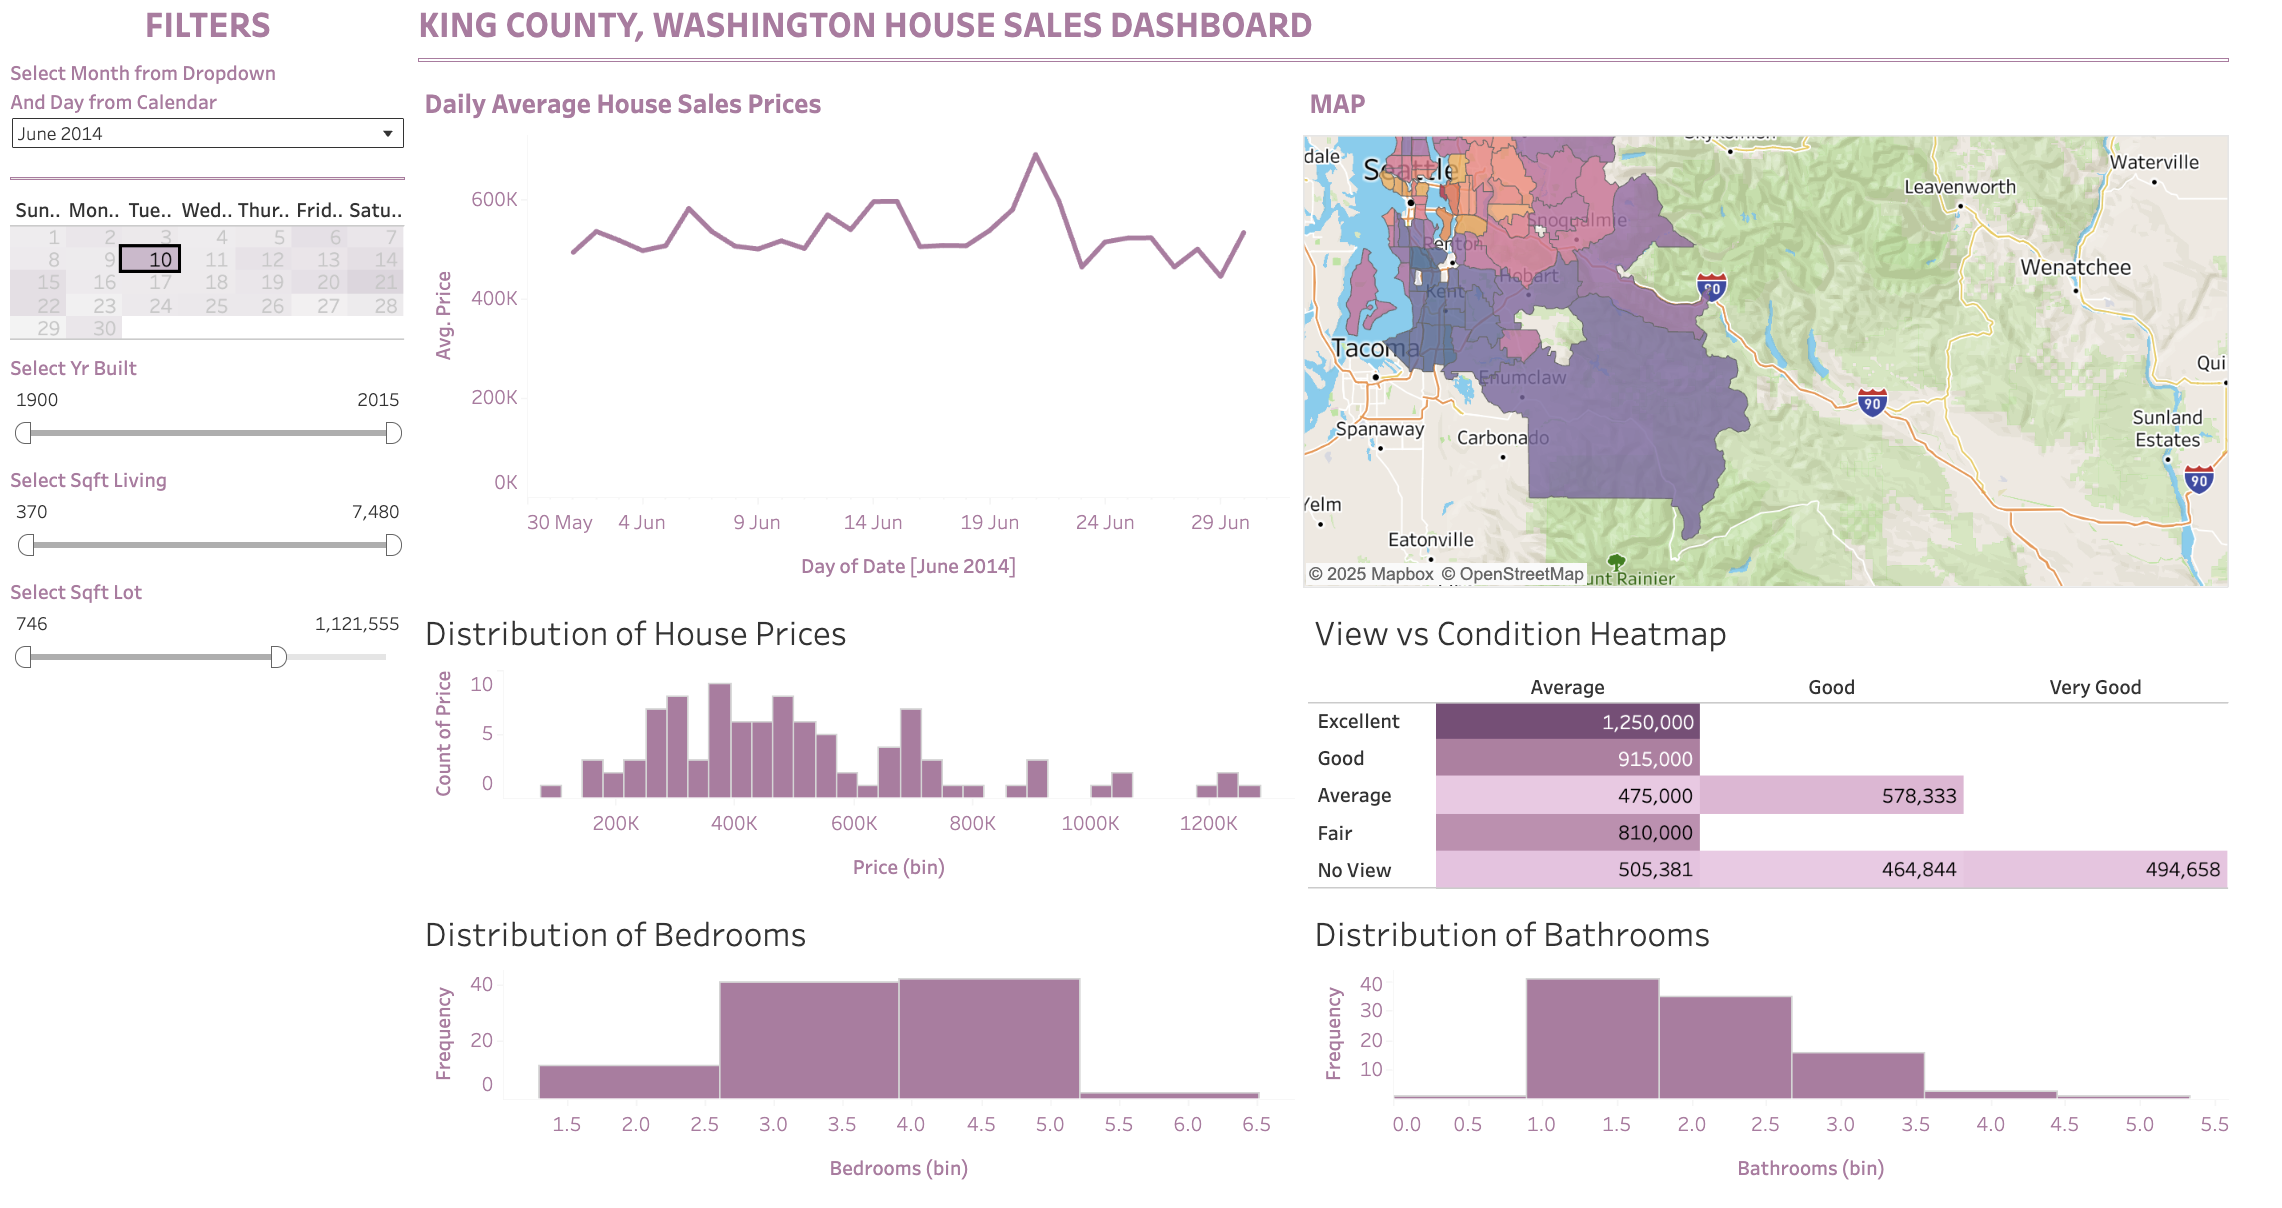 FILTERS
Select Month from Dropdown
And Day from Calendar
June 2014
Sun.. Mon.. Tue.. Wed.. Thur.. Frid.. Satu..
1 2 3 4 5 6 7
8 9 10 11 12 13 14
15 16 17 18 19 20 21
22 23 24 25 26 27 28
29 30
Select Yr Built
1900 2015
Select Sqft Living
370 7,480
Select Sqft Lot
746 1,121,555
KING COUNTY, WASHINGTON HOUSE SALES DASHBOARD
Daily Average House Sales Prices
Avg. Price
600K
400K
200K
0K
30 May 4 Jun 9 Jun 14 Jun 19 Jun 24 Jun 29 Jun
Day of Date [June 2014]
MAP
dale
Seattle
Waterville
Leavenworth
Snoqualmie
Renton
Wenatchee
Hobart
90
Kent
Tacoma
Qui
Enumclaw
90
Sunland
Estates
Spanaway
Carbonado
90
Yelm
Eatonville
© 2025 Mapbox © OpenStreetMap
unt Rainier
Distribution of House Prices
Count of Price
10
5
0
200K 400K 600K 800K 1000K 1200K
Price (bin)
View vs Condition Heatmap
Average Good Very Good
Excellent 1,250,000
Good 915,000
Average 475,000 578,333
Fair 810,000
No View 505,381 464,844 494,658
Distribution of Bedrooms
Frequency
40
20
0
1.5 2.0 2.5 3.0 3.5 4.0 4.5 5.0 5.5 6.0 6.5
Bedrooms (bin)
Distribution of Bathrooms
Frequency
40
30
20
10
0.0 0.5 1.0 1.5 2.0 2.5 3.0 3.5 4.0 4.5 5.0 5.5
Bathrooms (bin)